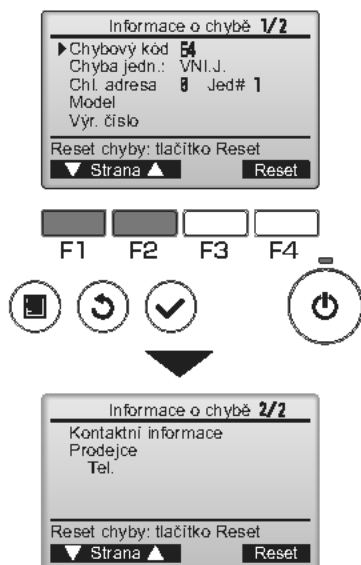 Informace o chybě 1/2
Chybový kód E4
Chyba jedn.: VNI.J.
Chl. adresa 0 Jed# 1
Model
Výr. číslo
Reset chyby: tlačítko Reset
▼ Strana ▲ Reset
F1 F2 F3 F4
Informace o chybě 2/2
Kontaktní informace
Prodejce
Tel.
Reset chyby: tlačítko Reset
▼ Strana ▲ Reset